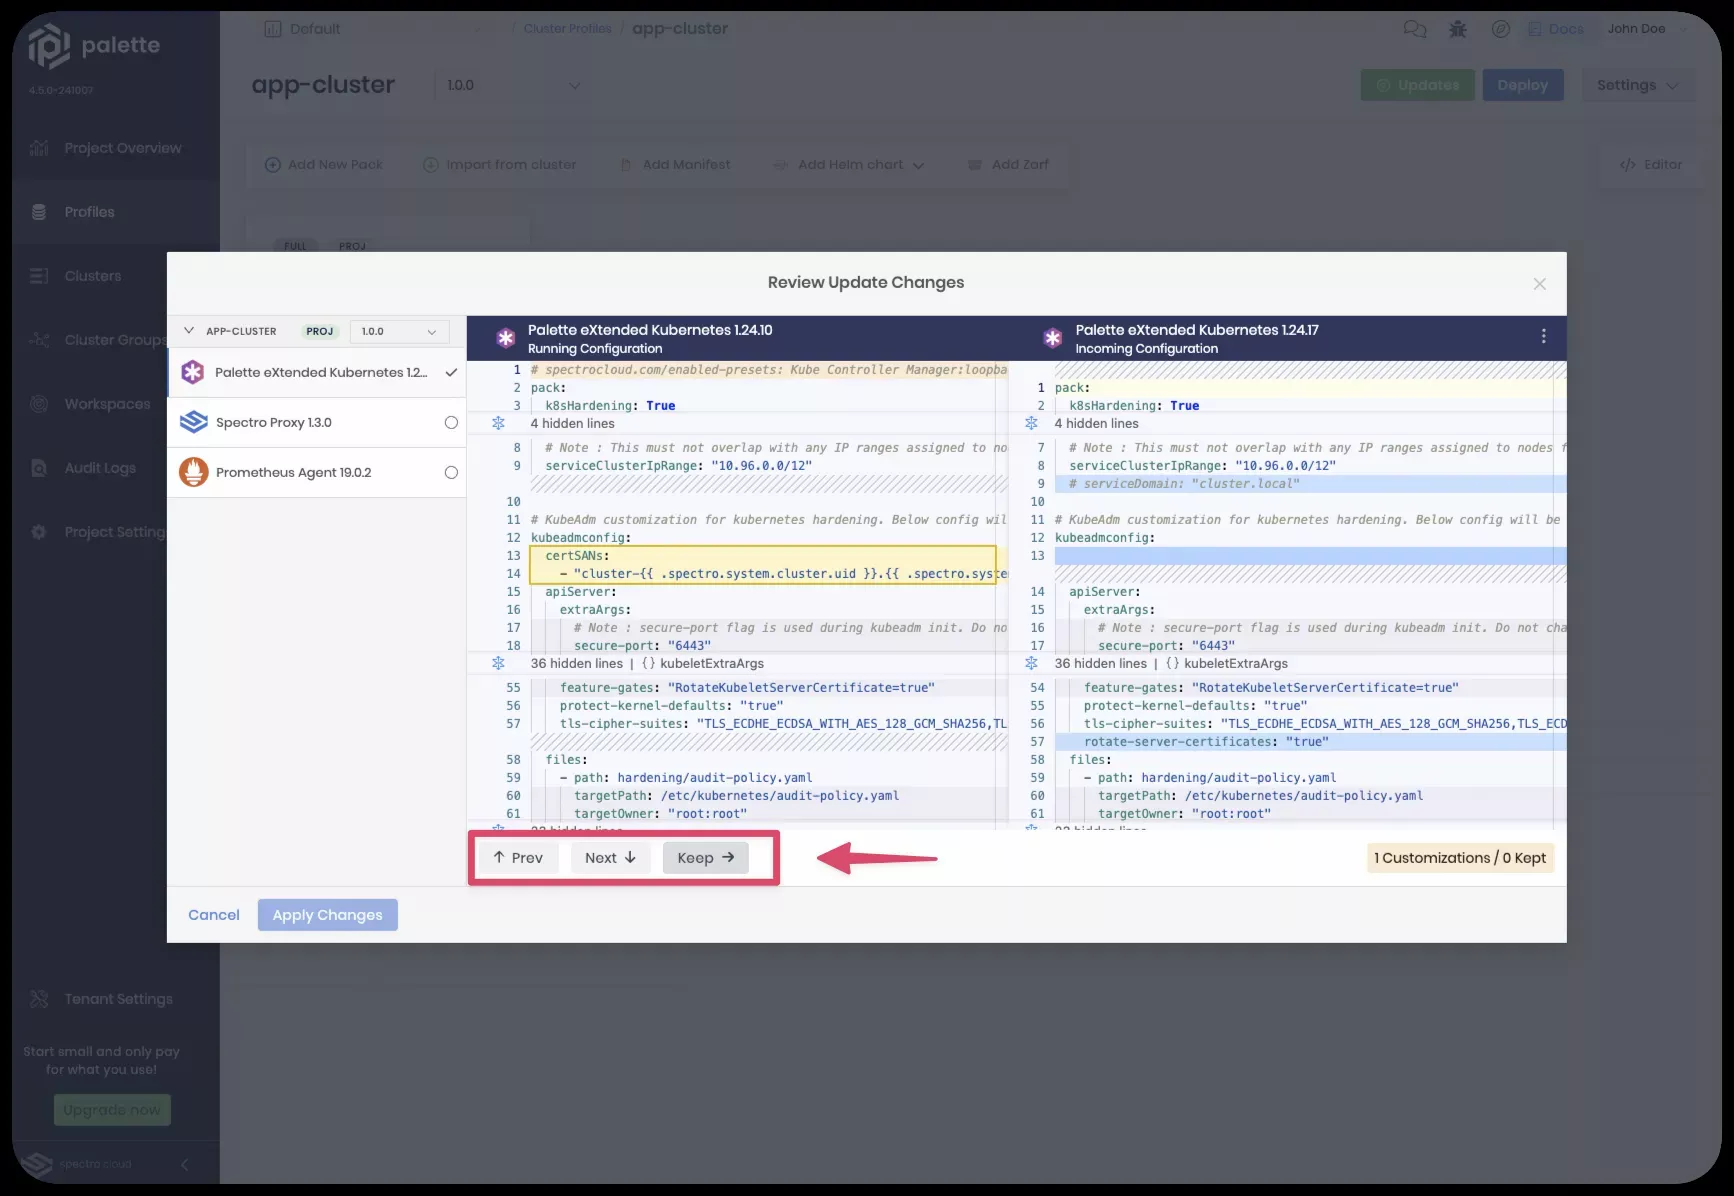 palette
4.5.0-241007
Project Overview
Profiles
Clusters
Cluster Groups
Workspaces
Audit Logs
Project Setting
Tenant Settings
Start small and only pay
for what you use!
Upgrade now
spectro cloud
Default
/ Cluster Profiles / app-cluster
Docs
John Doe
app-cluster
1.0.0
Updates
Deploy
Settings
Add New Pack
Import from cluster
Add Manifest
Add Helm chart
Add Zarf
</> Editor
FULL
PROJ
Review Update Changes
APP-CLUSTER
PROJ
1.0.0
Palette eXtended Kubernetes 1.2...
Spectro Proxy 1.3.0
Prometheus Agent 19.0.2
Palette eXtended Kubernetes 1.24.10
Running Configuration
1 # spectrocloud.com/enabled-presets: Kube Controller Manager:loopba
2 pack:
3 k8sHardening: True
4 hidden lines
8 # Note : This must not overlap with any IP ranges assigned to no
9 serviceClusterIpRange: "10.96.0.0/12"
10
11 # KubeAdm customization for kubernetes hardening. Below config wil
12 kubeadmconfig:
13 certSANs:
14 - "cluster-{{ .spectro.system.cluster.uid }}.{{ .spectro.syste
15 apiServer:
16 extraArgs:
17 # Note : secure-port flag is used during kubeadm init. Do no
18 secure-port: "6443"
36 hidden lines | {} kubeletExtraArgs
55 feature-gates: "RotateKubeletServerCertificate=true"
56 protect-kernel-defaults: "true"
57 tls-cipher-suites: "TLS_ECDHE_ECDSA_WITH_AES_128_GCM_SHA256,TL
58 files:
59 - path: hardening/audit-policy.yaml
60 targetPath: /etc/kubernetes/audit-policy.yaml
61 targetOwner: "root:root"
hidden lines
Palette eXtended Kubernetes 1.24.17
Incoming Configuration
1 pack:
2 k8sHardening: True
4 hidden lines
7 # Note : This must not overlap with any IP ranges assigned to nodes f
8 serviceClusterIpRange: "10.96.0.0/12"
9 # serviceDomain: "cluster.local"
10
11 # KubeAdm customization for kubernetes hardening. Below config will be
12 kubeadmconfig:
13
14 apiServer:
15 extraArgs:
16 # Note : secure-port flag is used during kubeadm init. Do not cha
17 secure-port: "6443"
36 hidden lines | {} kubeletExtraArgs
54 feature-gates: "RotateKubeletServerCertificate=true"
55 protect-kernel-defaults: "true"
56 tls-cipher-suites: "TLS_ECDHE_ECDSA_WITH_AES_128_GCM_SHA256,TLS_ECD
57 rotate-server-certificates: "true"
58 files:
59 - path: hardening/audit-policy.yaml
60 targetPath: /etc/kubernetes/audit-policy.yaml
61 targetOwner: "root:root"
hidden lines
↑ Prev
Next ↓
Keep →
1 Customizations / 0 Kept
Cancel
Apply Changes